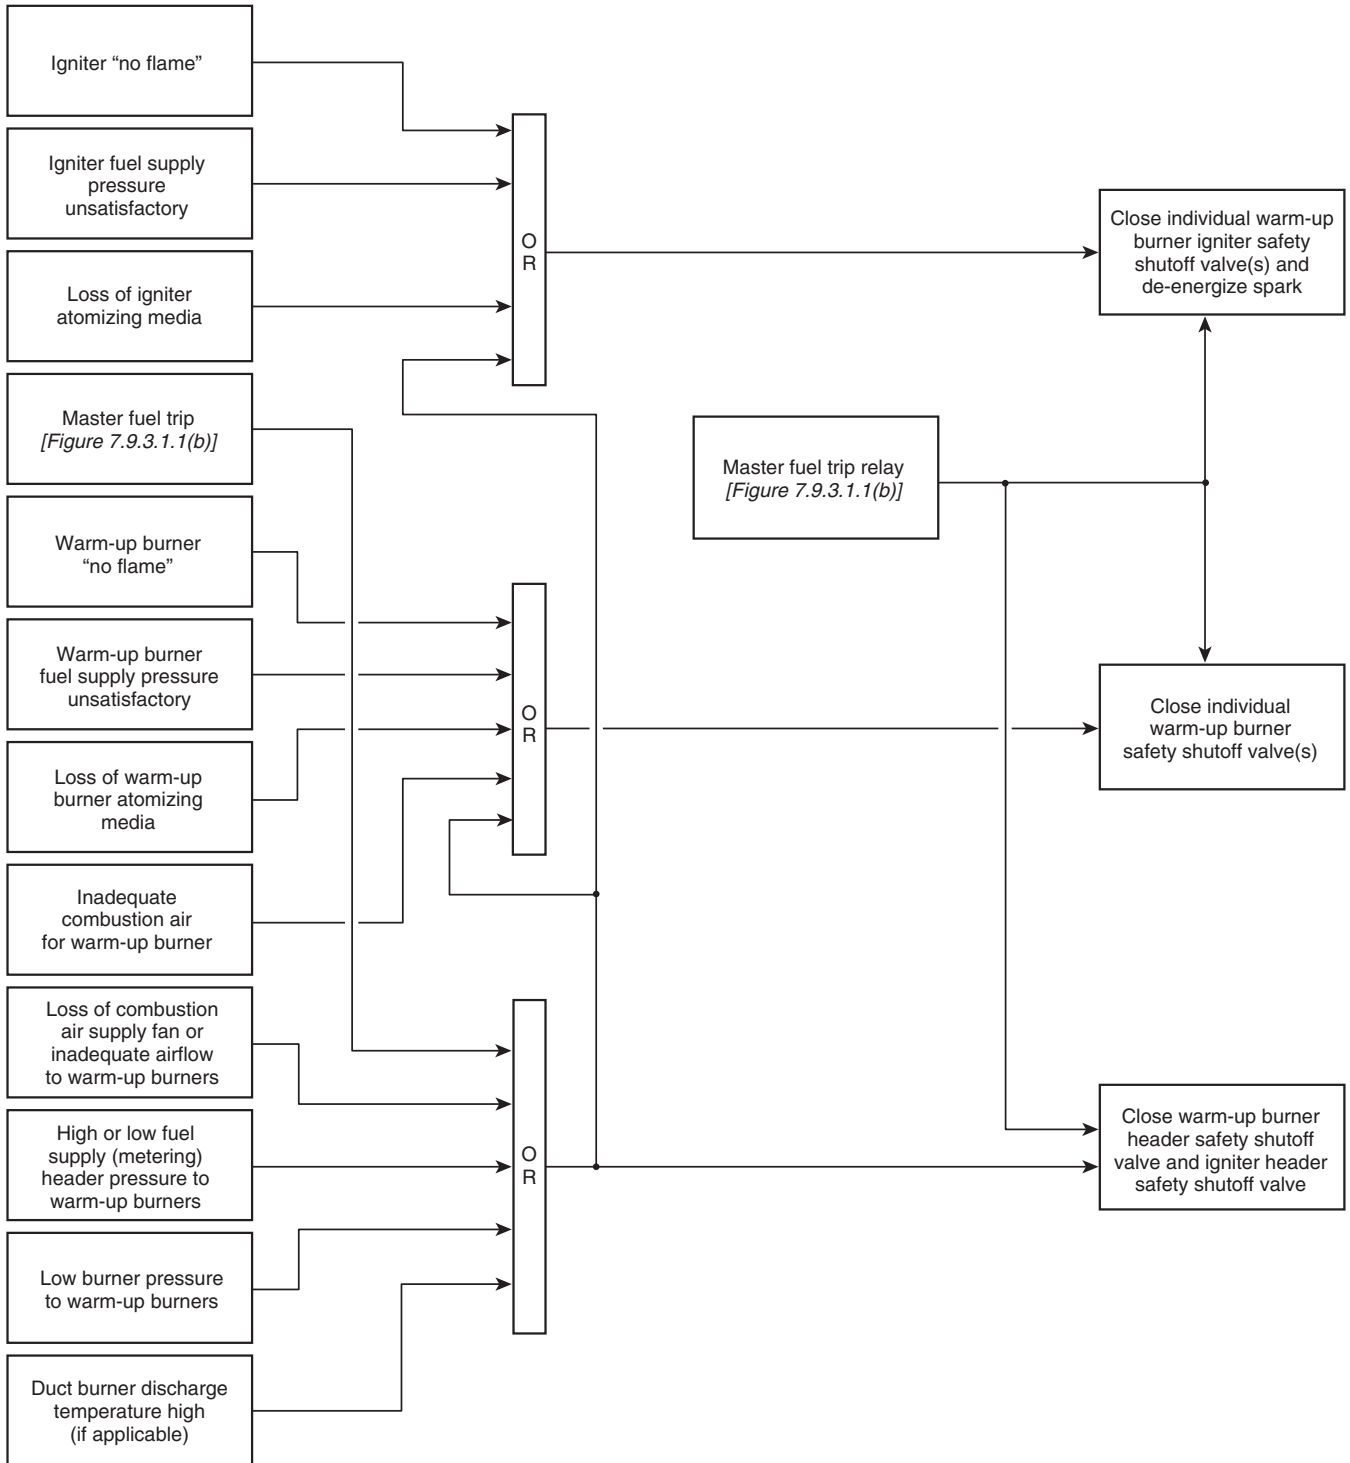 Igniter “no flame”
Igniter fuel supply
pressure
unsatisfactory
Loss of igniter
atomizing media
Master fuel trip
[Figure 7.9.3.1.1(b)]
Warm-up burner
“no flame”
Warm-up burner
fuel supply pressure
unsatisfactory
Loss of warm-up
burner atomizing
media
Inadequate
combustion air
for warm-up burner
Loss of combustion
air supply fan or
inadequate airflow
to warm-up burners
High or low fuel
supply (metering)
header pressure to
warm-up burners
Low burner pressure
to warm-up burners
Duct burner discharge
temperature high
(if applicable)
O
R
O
R
O
R
Master fuel trip relay
[Figure 7.9.3.1.1(b)]
Close individual warm-up
burner igniter safety
shutoff valve(s) and
de-energize spark
Close individual
warm-up burner
safety shutoff valve(s)
Close warm-up burner
header safety shutoff
valve and igniter header
safety shutoff valve